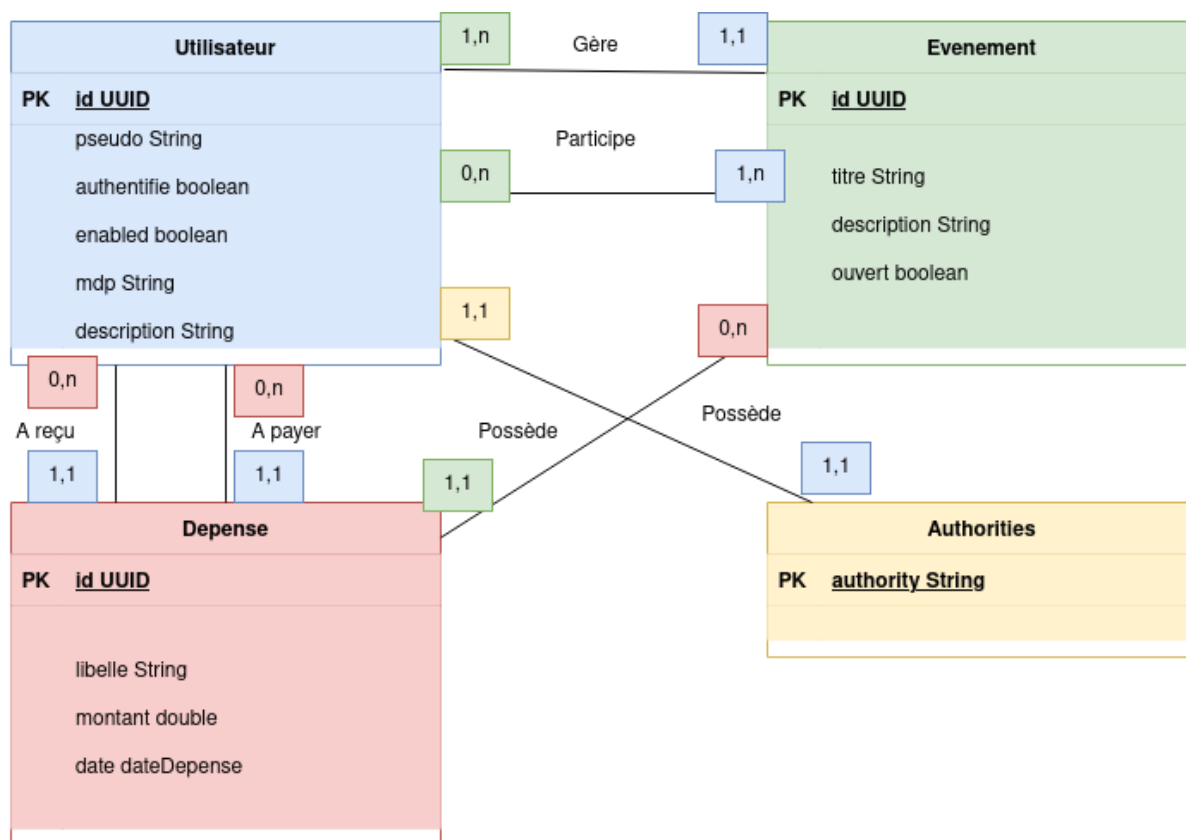 1,n
Gère
1,1
Utilisateur
Evenement
PK id UUID
PK id UUID
pseudo String
Participe
0,n
1,n
titre String
authentifie boolean
description String
enabled boolean
ouvert boolean
mdp String
1,1
0,n
description String
0,n
0,n
Possède
A reçu
A payer
Possède
1,1
1,1
1,1
1,1
Depense
Authorities
PK id UUID
PK authority String
libelle String
montant double
date dateDepense